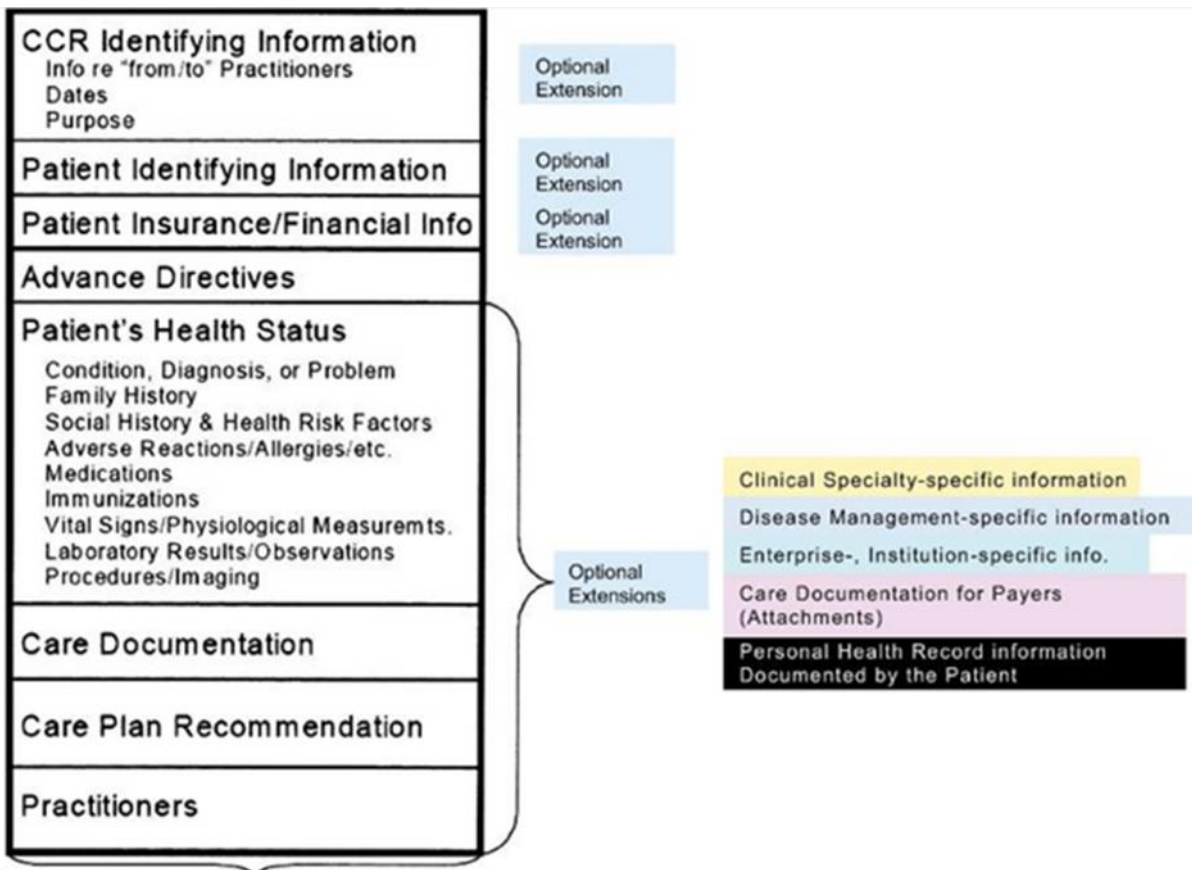 CCR Identifying Information
Info re "from/to" Practitioners
Dates
Purpose
Optional
Extension
Patient Identifying Information
Optional
Extension
Patient Insurance/Financial Info
Optional
Extension
Advance Directives
Patient's Health Status
Condition, Diagnosis, or Problem
Family History
Social History & Health Risk Factors
Adverse Reactions/Allergies/etc.
Medications
Immunizations
Vital Signs/Physiological Measuremts.
Laboratory Results/Observations
Procedures/Imaging
Care Documentation
Care Plan Recommendation
Practitioners
Optional
Extensions
Clinical Specialty-specific information
Disease Management-specific information
Enterprise-, Institution-specific info.
Care Documentation for Payers
(Attachments)
Personal Health Record information
Documented by the Patient